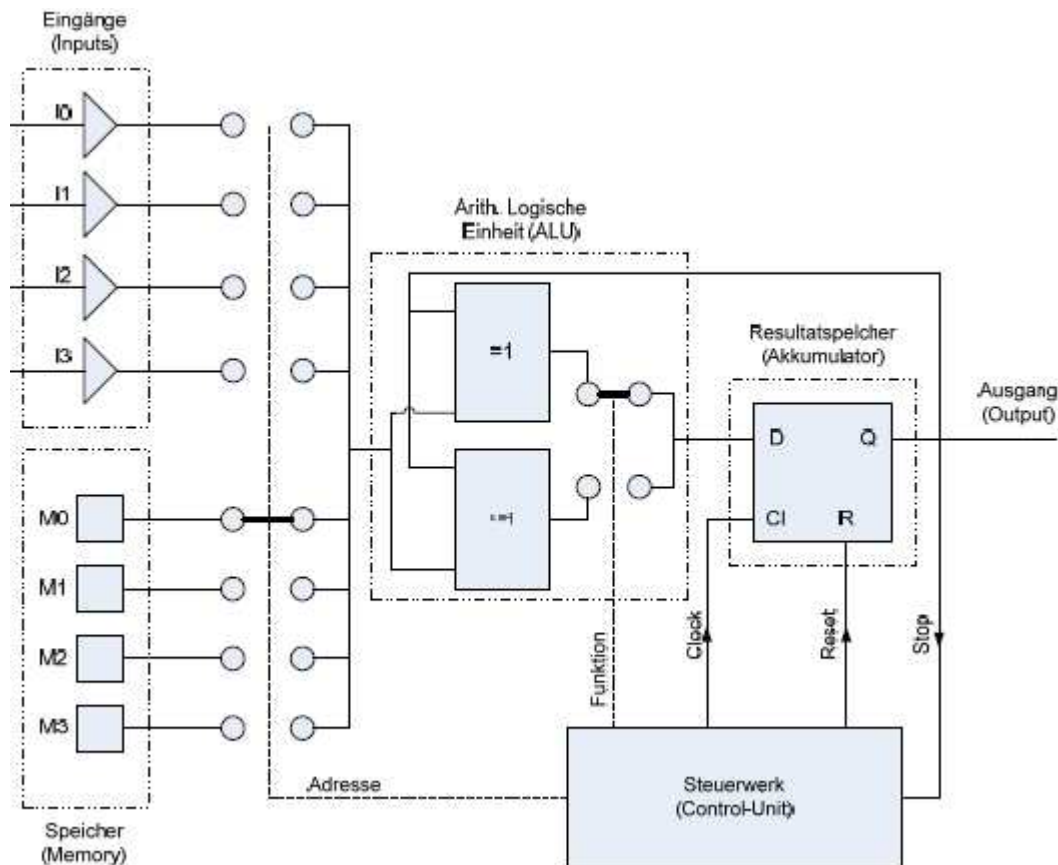 Eingänge
(Inputs)
I0
I1
I2
I3
Arith. Logische
Einheit (ALU)
=1
Resultatspeicher
(Akkumulator)
Ausgang
(Output)
D
Q
Cl
R
M0
M1
M2
M3
Funktion
Clock
Reset
Stop
Adresse
Steuerwerk
(Control-Unit)
Speicher
(Memory)